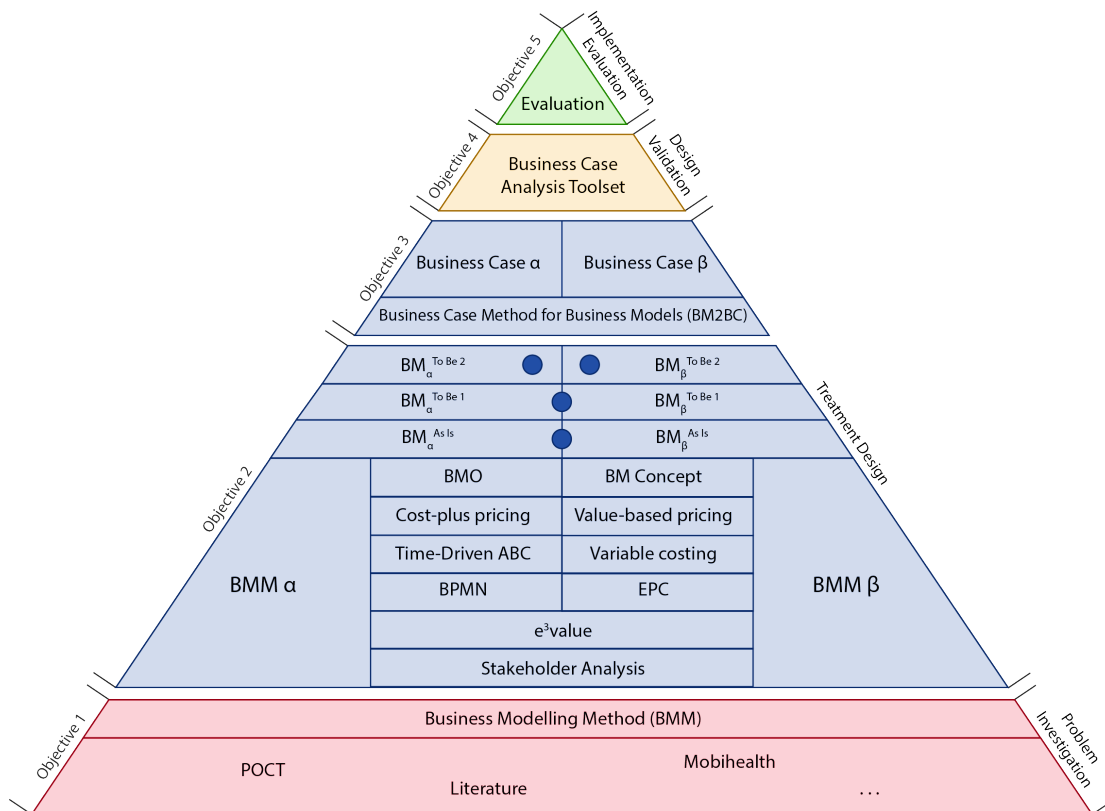 Objective 5
Implementation
Evaluation
Evaluation
Objective 4
Design
Validation
Business Case
Analysis Toolset
Objective 3
Business Case α
Business Case β
Business Case Method for Business Models (BM2BC)
Treatment Design
BMα To Be 2
BMβ To Be 2
BMα To Be 1
BMβ To Be 1
BMα As Is
BMβ As Is
Objective 2
BMO
BM Concept
Cost-plus pricing
Value-based pricing
Time-Driven ABC
Variable costing
BMM α
BMM β
BPMN
EPC
e³value
Stakeholder Analysis
Objective 1
Problem
Investigation
Business Modelling Method (BMM)
POCT
Mobihealth
Literature
...